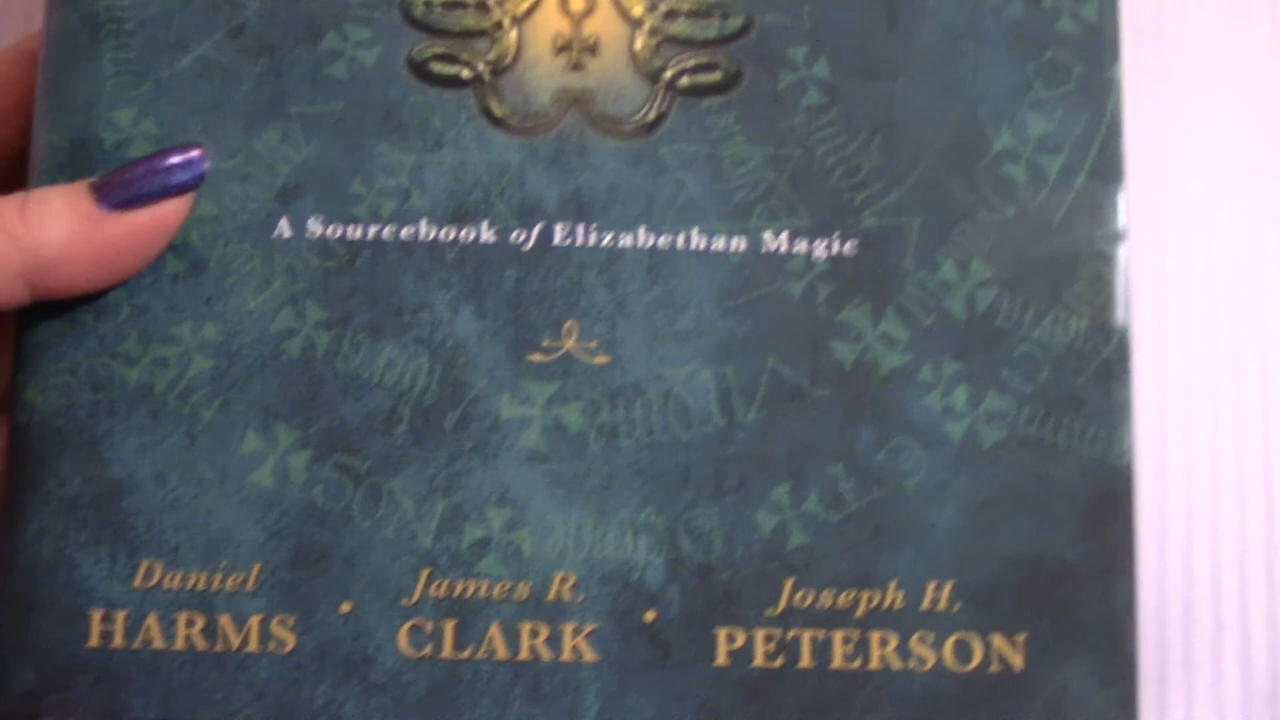 A Sourcebook of Elizabethan Magic
Daniel HARMS • James R. CLARK • Joseph H. PETERSON